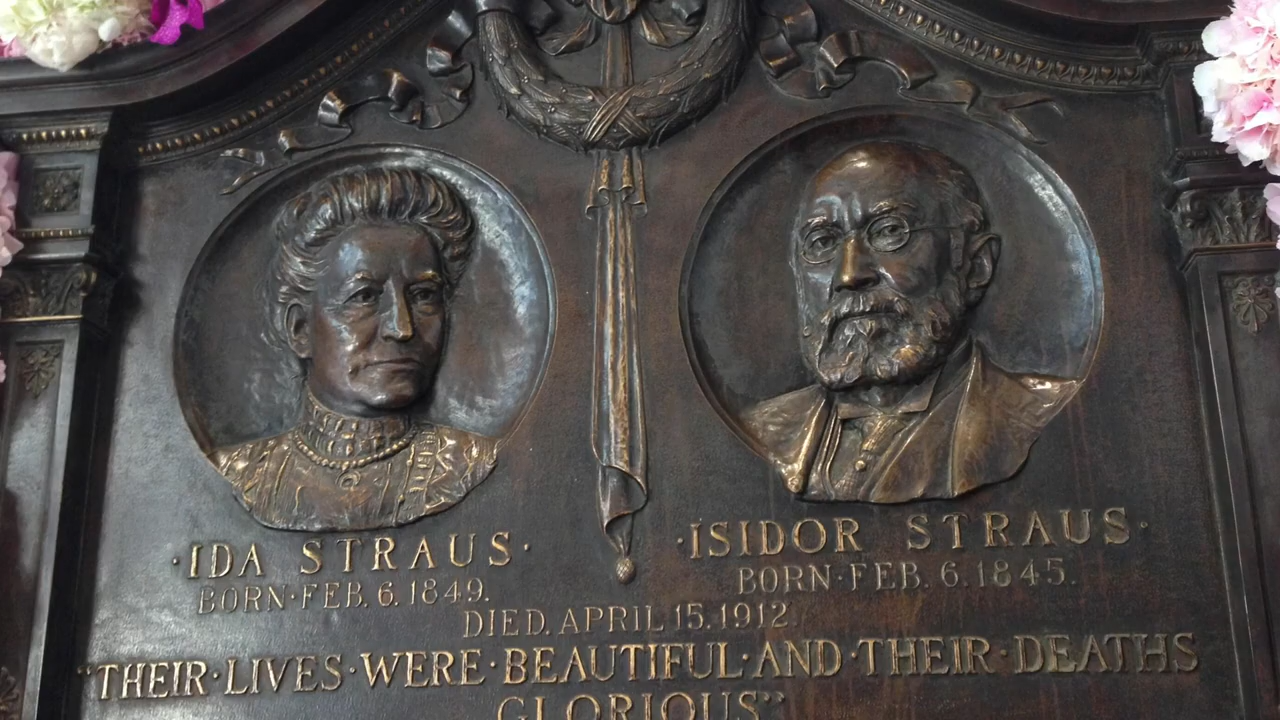 ·IDA STRAUS·
BORN·FEB. 6. 1849.
·ISIDOR STRAUS·
BORN·FEB. 6. 1845.
DIED. APRIL 15. 1912.
"THEIR·LIVES·WERE·BEAUTIFUL·AND·THEIR·DEATHS
GLORIOUS"